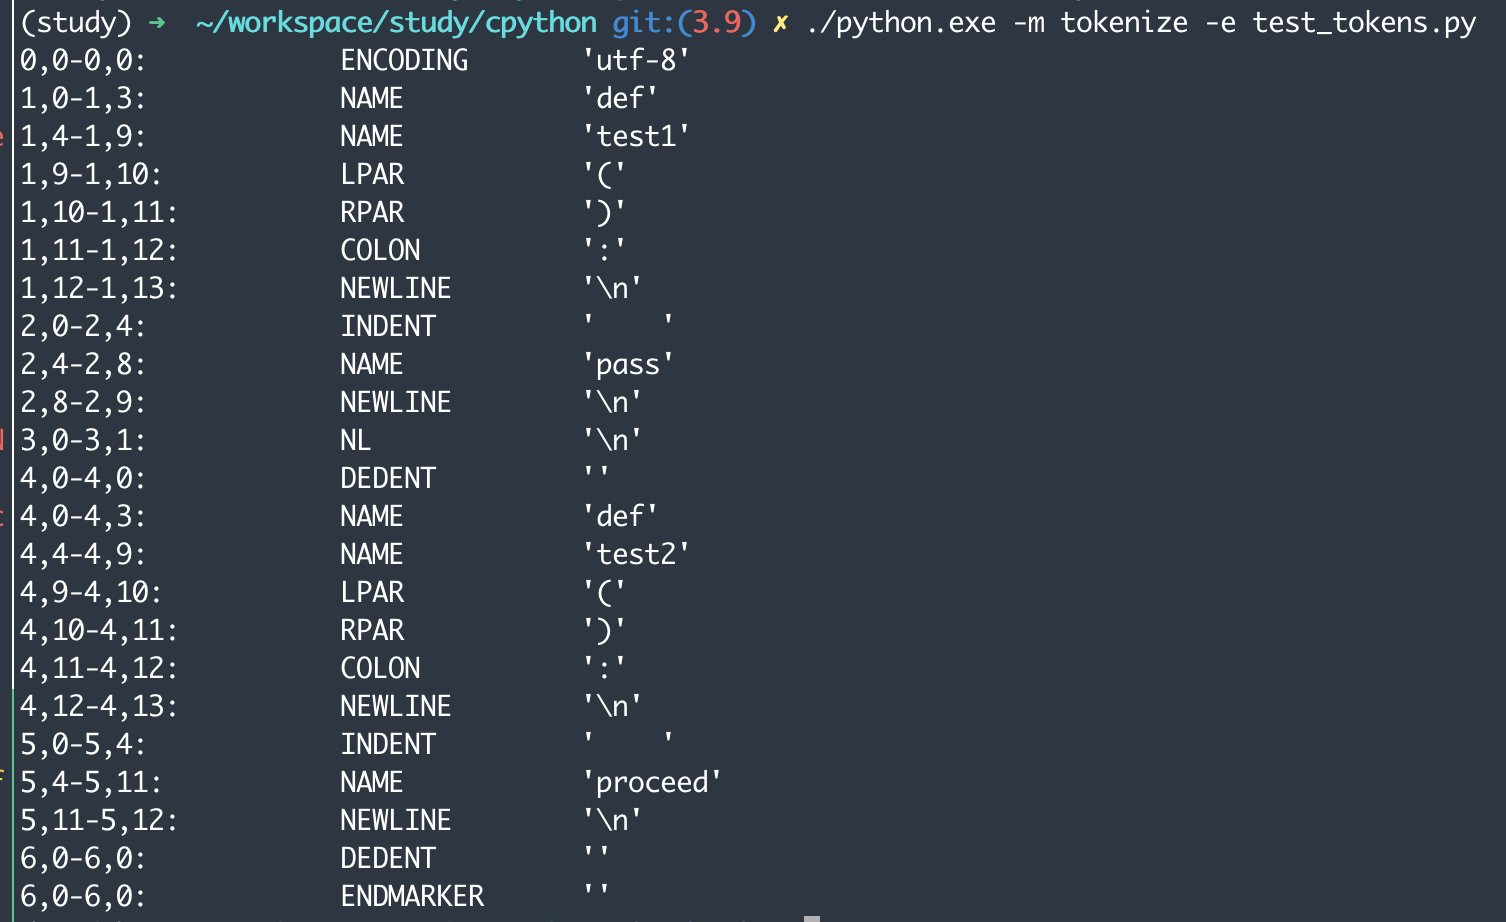 (study) ➜  ~/workspace/study/cpython git:(3.9) ✗ ./python.exe -m tokenize -e test_tokens.py
0,0-0,0:            ENCODING       'utf-8'
1,0-1,3:            NAME           'def'
1,4-1,9:            NAME           'test1'
1,9-1,10:           LPAR           '('
1,10-1,11:          RPAR           ')'
1,11-1,12:          COLON          ':'
1,12-1,13:          NEWLINE        '\n'
2,0-2,4:            INDENT         '    '
2,4-2,8:            NAME           'pass'
2,8-2,9:            NEWLINE        '\n'
3,0-3,1:            NL             '\n'
4,0-4,0:            DEDENT         ''
4,0-4,3:            NAME           'def'
4,4-4,9:            NAME           'test2'
4,9-4,10:           LPAR           '('
4,10-4,11:          RPAR           ')'
4,11-4,12:          COLON          ':'
4,12-4,13:          NEWLINE        '\n'
5,0-5,4:            INDENT         '    '
5,4-5,11:           NAME           'proceed'
5,11-5,12:          NEWLINE        '\n'
6,0-6,0:            DEDENT         ''
6,0-6,0:            ENDMARKER      ''